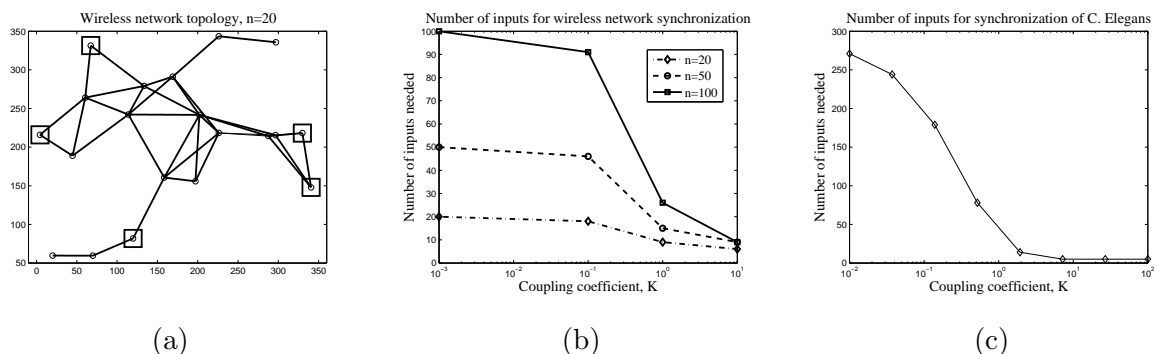 Wireless network topology, n=20
350
300
250
200
150
100
50
0 50 100 150 200 250 300 350
(a)
Number of inputs for wireless network synchronization
Number of inputs needed
100
90
80
70
60
50
40
30
20
10
0
10^-3 10^-2 10^-1 10^0 10^1
Coupling coefficient, K
n=20
n=50
n=100
(b)
Number of inputs for synchronization of C. Elegans
Number of inputs needed
300
250
200
150
100
50
0
10^-2 10^-1 10^0 10^1 10^2
Coupling coefficient, K
(c)